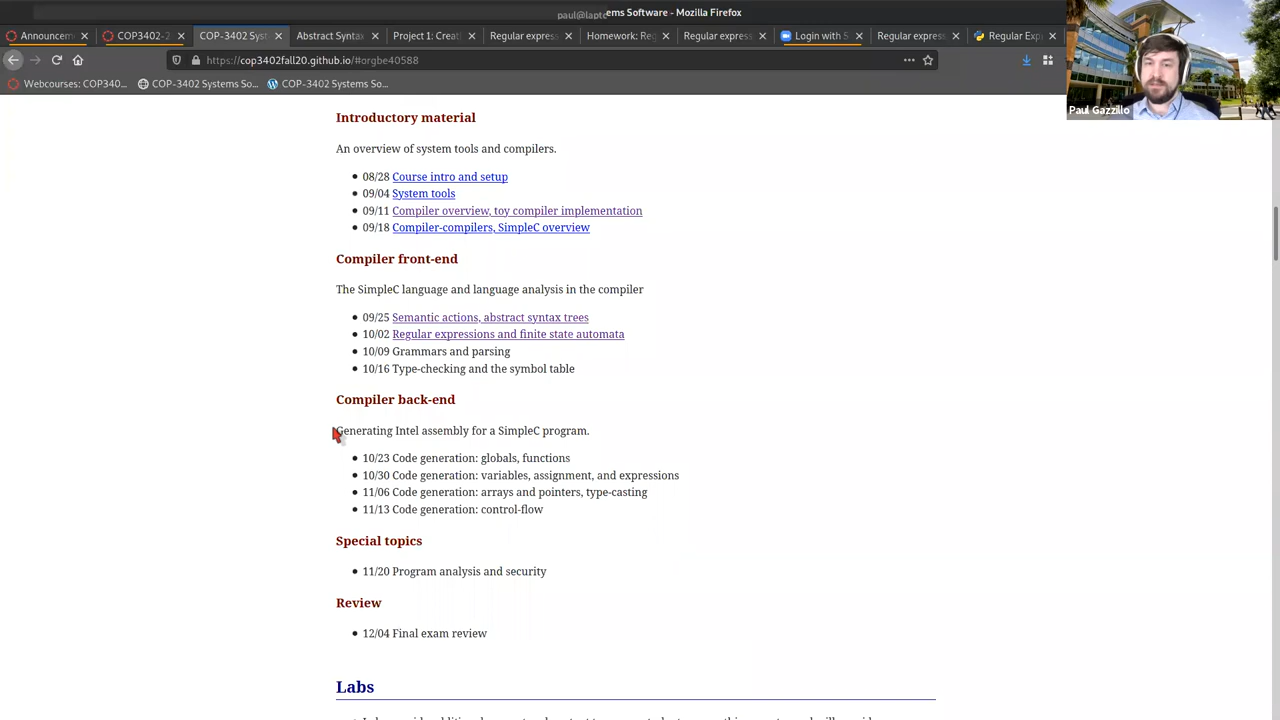 paul@lapt
ems Software - Mozilla Firefox
Announcem
COP3402-2
COP-3402 Syst
Abstract Synta
Project 1: Creat
Regular expres
Homework: Reg
Regular expres
Login with S
Regular expres
Regular Exp
https://cop3402fall20.github.io/#orgbe40588
Webcourses: COP340...
COP-3402 Systems So...
COP-3402 Systems So...
Paul Gazzillo
Introductory material
An overview of system tools and compilers.
08/28 Course intro and setup
09/04 System tools
09/11 Compiler overview, toy compiler implementation
09/18 Compiler-compilers, SimpleC overview
Compiler front-end
The SimpleC language and language analysis in the compiler
09/25 Semantic actions, abstract syntax trees
10/02 Regular expressions and finite state automata
10/09 Grammars and parsing
10/16 Type-checking and the symbol table
Compiler back-end
Generating Intel assembly for a SimpleC program.
10/23 Code generation: globals, functions
10/30 Code generation: variables, assignment, and expressions
11/06 Code generation: arrays and pointers, type-casting
11/13 Code generation: control-flow
Special topics
11/20 Program analysis and security
Review
12/04 Final exam review
Labs